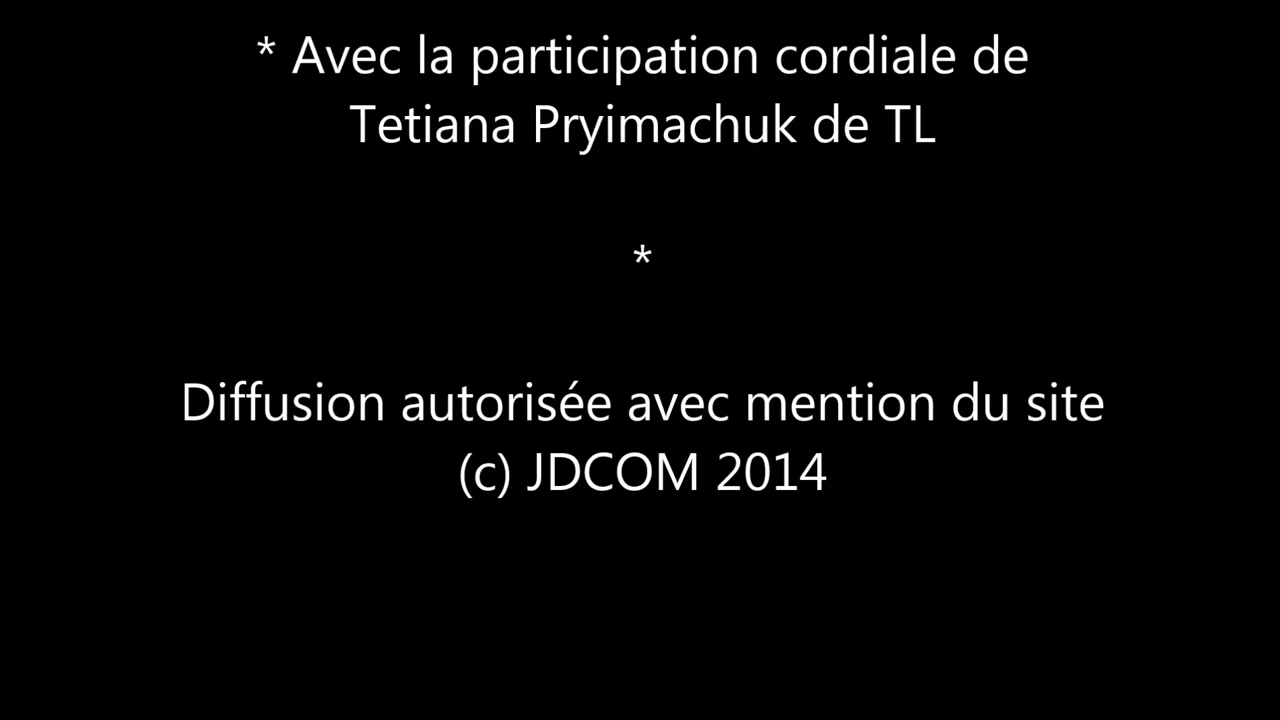 * Avec la participation cordiale de
Tetiana Pryimachuk de TL
*
Diffusion autorisée avec mention du site
(c) JDCOM 2014